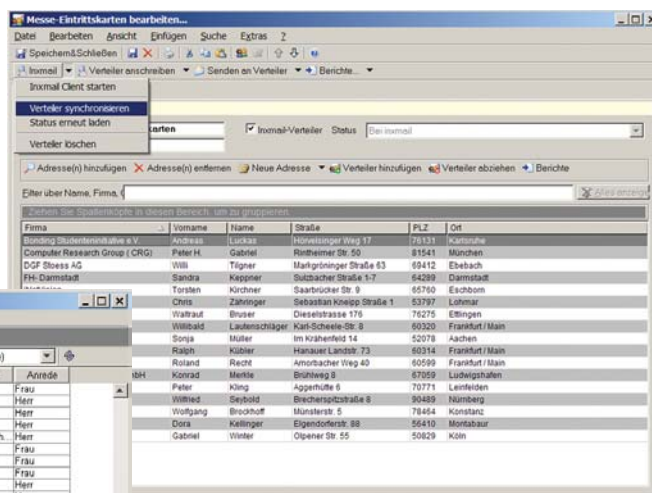 Messe-Eintrittskarten bearbeiten...
Datei Bearbeiten Ansicht Einfügen Suche Extras ?
Speichern&Schließen
Inxmail Verteiler anschreiben Senden an Verteiler Berichte...
Inxmail Client starten
Verteiler synchronisieren
Status erneut laden
Verteiler löschen
karten Inxmail-Verteiler Status Bei inxmail
Adresse(n) hinzufügen Adresse(n) entfernen Neue Adresse Verteiler hinzufügen Verteiler abziehen Berichte
Filter über Name, Firma, Alles anzeige
Ziehen Sie Spaltenköpfe in diesen Bereich, um zu gruppieren.
Firma Vorname Name Straße PLZ Ort
Bonding Studenteninitiative e.V. Andreas Luckas Hörvelsinger Weg 17 76131 Karlsruhe
Computer Research Group ( CRG) Peter H. Gabriel Rintheimer Str. 50 81541 München
DGF Stoess AG Willi Tilgner Markgröninger Straße 63 69412 Ebebach
FH- Darmstadt Sandra Keppner Sulzbacher Straße 1-7 64289 Darmstadt
Torsten Kirchner Saarbrücker Str. 9 65760 Eschborn
Chris Zähringer Sebastian Kneipp Straße 1 53797 Lohmar
Waltraut Bruser Dieselstrasse 176 76275 Ettlingen
Willibald Lautenschläger Karl-Scheele-Str. 8 60320 Frankfurt / Main
Sonja Müller Im Krähenfeld 14 52078 Aachen
Ralph Kübler Hanauer Landstr. 73 60314 Frankfurt / Main
Roland Recht Amorbacher Weg 40 60599 Frankfurt / Main
bH Konrad Merkle Brühlweg 8 67059 Ludwigshafen
Peter Kling Aggerhütte 6 70771 Leinfelden
Wilfried Seybold Brecherspitzstraße 8 90489 Nürnberg
Wolfgang Brockhoff Münsterstr. 5 78464 Konstanz
Dora Kellinger Elgendorferstr. 88 56410 Montabaur
Gabriel Winter Olpener Str. 55 50829 Köln
Anrede
Frau
Herr
Herr
Herr
Herr
h... Herr
Frau
Frau
Frau
Herr